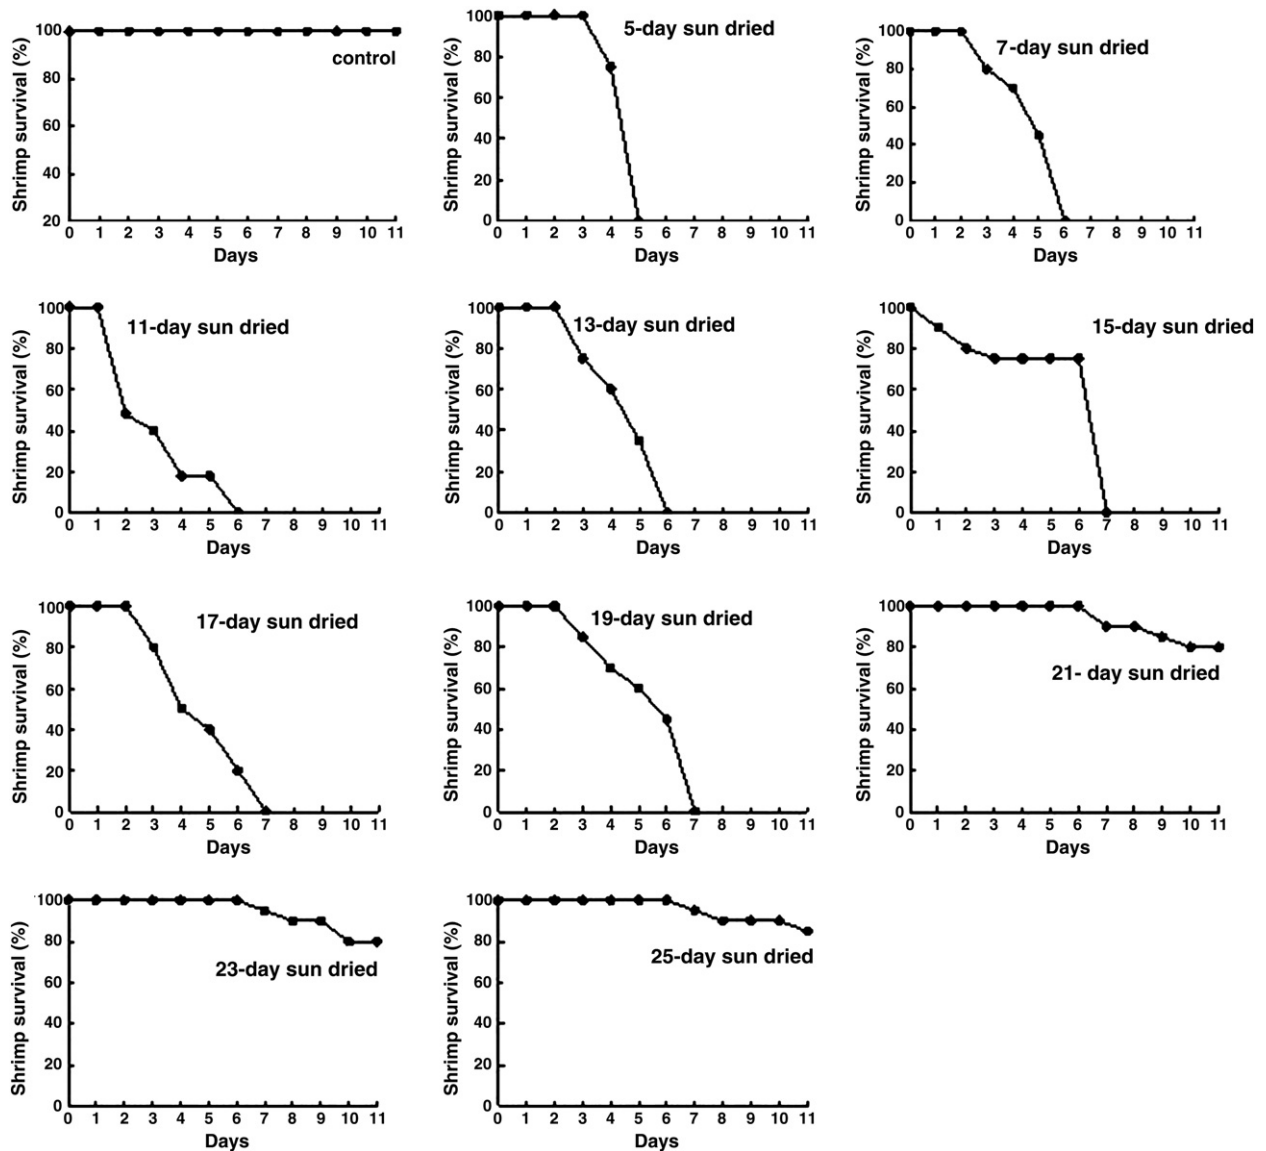 control
Shrimp survival (%)
100
80
60
40
20
0 1 2 3 4 5 6 7 8 9 10 11
Days
5-day sun dried
Shrimp survival (%)
100
80
60
40
20
0
0 1 2 3 4 5 6 7 8 9 10 11
Days
7-day sun dried
Shrimp survival (%)
100
80
60
40
20
0
0 1 2 3 4 5 6 7 8 9 10 11
Days
11-day sun dried
Shrimp survival (%)
100
80
60
40
20
0
0 1 2 3 4 5 6 7 8 9 10 11
Days
13-day sun dried
Shrimp survival (%)
100
80
60
40
20
0
0 1 2 3 4 5 6 7 8 9 10 11
Days
15-day sun dried
Shrimp survival (%)
100
80
60
40
20
0
0 1 2 3 4 5 6 7 8 9 10 11
Days
17-day sun dried
Shrimp survival (%)
100
80
60
40
20
0
0 1 2 3 4 5 6 7 8 9 10 11
Days
19-day sun dried
Shrimp survival (%)
100
80
60
40
20
0
0 1 2 3 4 5 6 7 8 9 10 11
Days
21- day sun dried
Shrimp survival (%)
100
80
60
40
20
0
0 1 2 3 4 5 6 7 8 9 10 11
Days
23-day sun dried
Shrimp survival (%)
100
80
60
40
20
0
0 1 2 3 4 5 6 7 8 9 10 11
Days
25-day sun dried
Shrimp survival (%)
100
80
60
40
20
0
0 1 2 3 4 5 6 7 8 9 10 11
Days